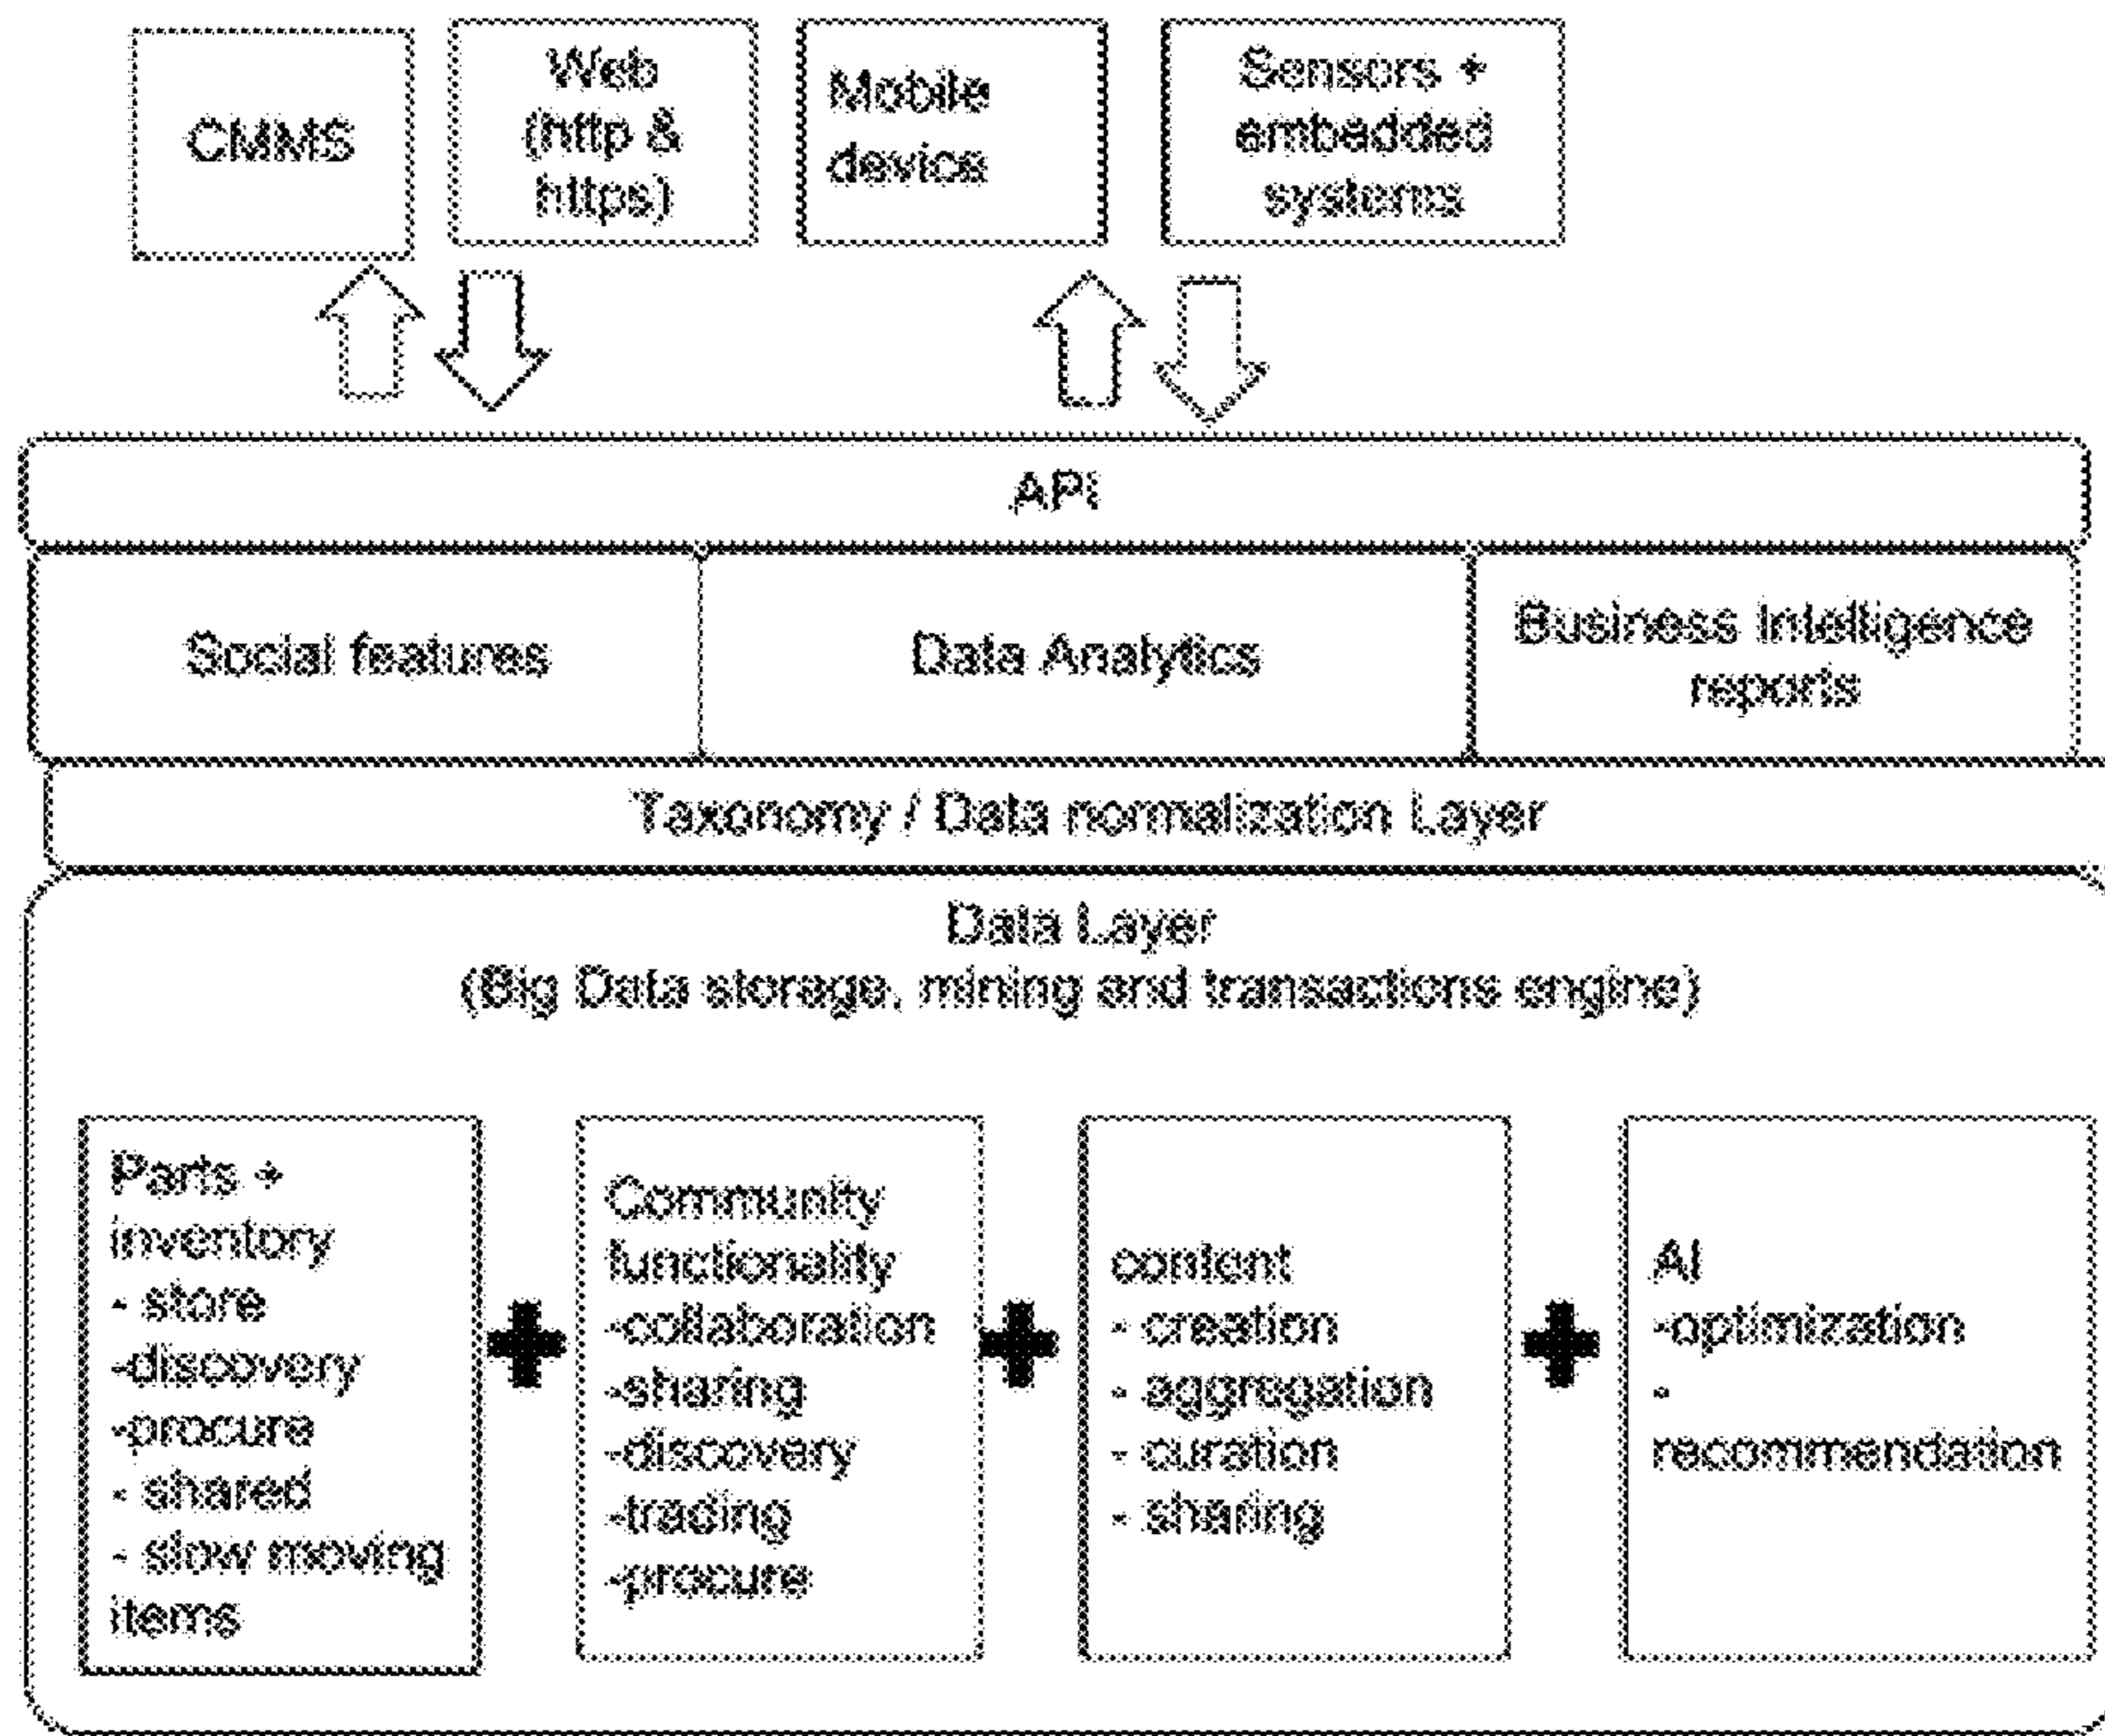 CMMS
Web
(http &
https)
Mobile
device
Sensors +
embedded
systems
API
Social features
Data Analytics
Business Intelligence
reports
Taxonomy / Data normalization Layer
Data Layer
(Big Data storage, mining and transactions engine)
Parts +
inventory
- store
-discovery
-procure
- shared
- slow moving
items
Community
functionality
-collaboration
-sharing
-discovery
-trading
-procure
content
- creation
- aggregation
- curation
- sharing
AI
-optimization
-
recommendation